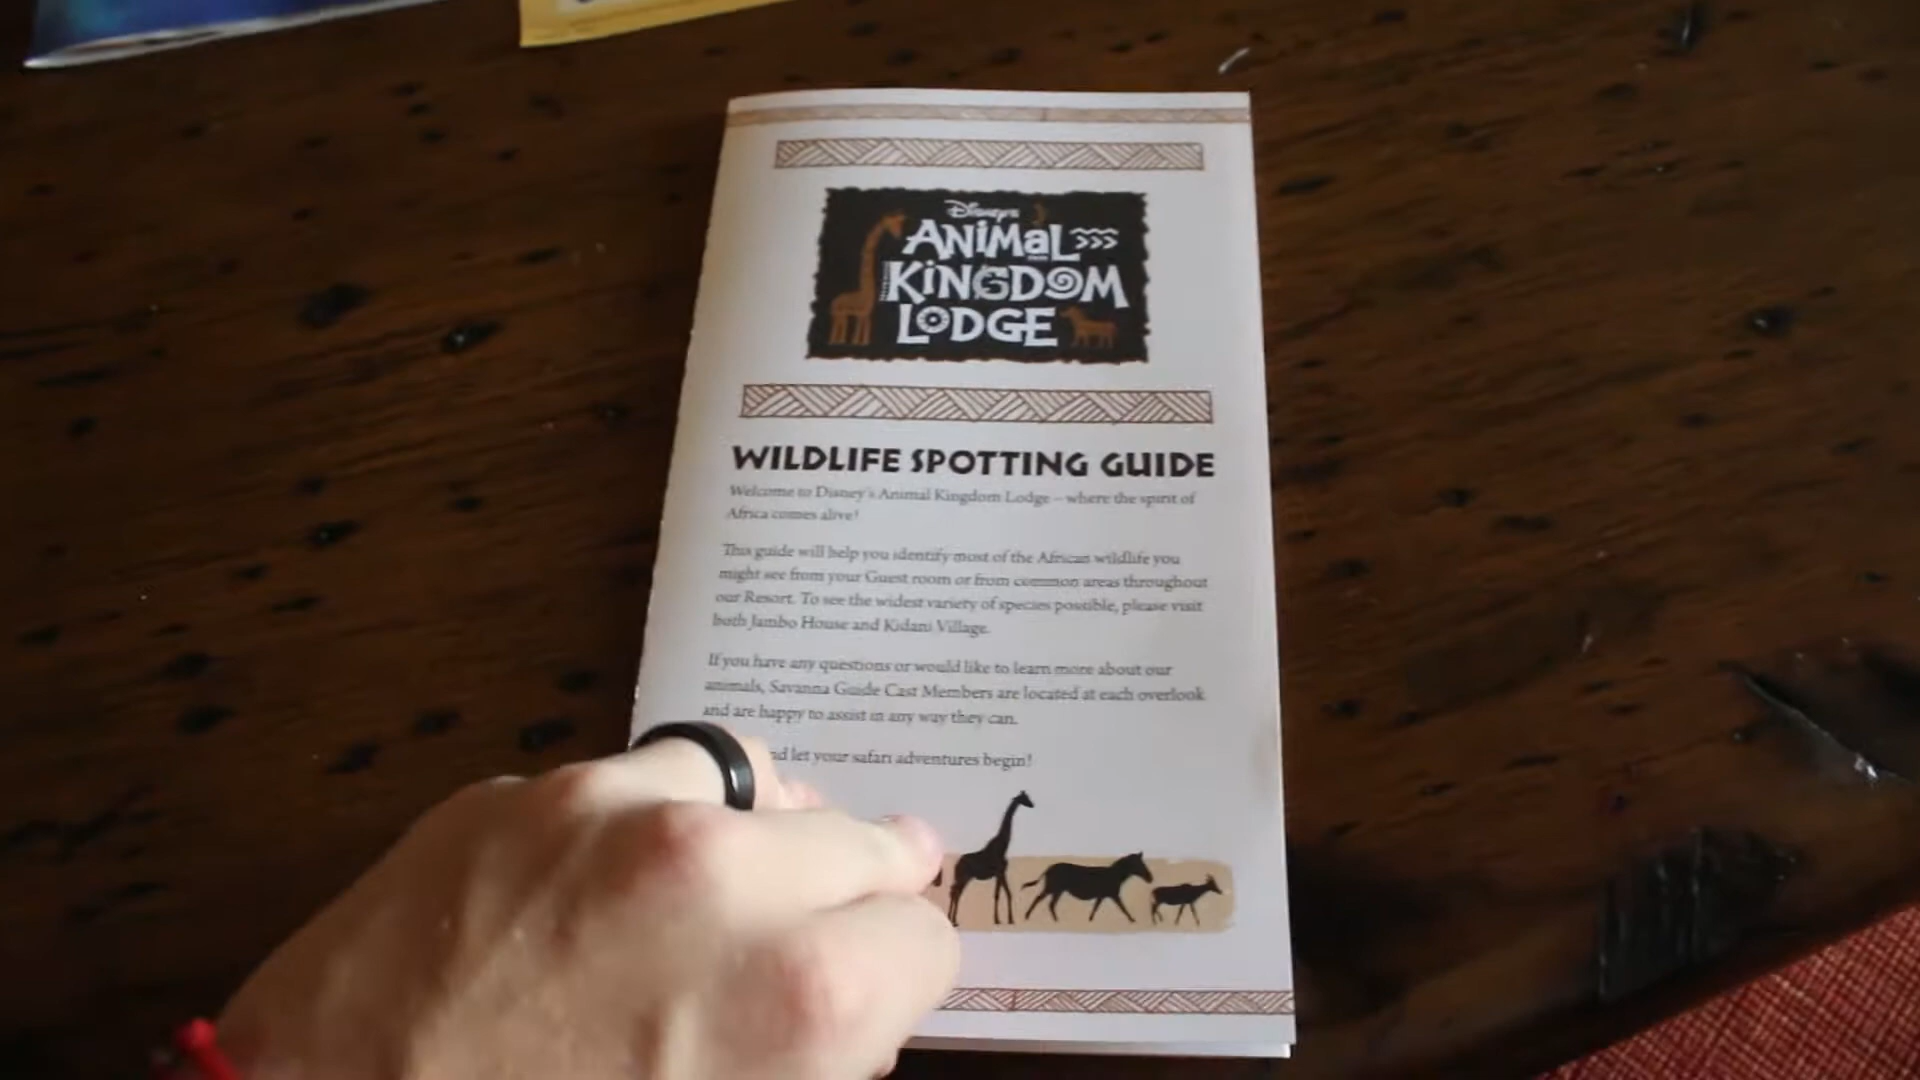 Disney's
ANIMAL
KINGDOM
LODGE
WILDLIFE SPOTTING GUIDE
Welcome to Disney's Animal Kingdom Lodge – where the spirit of
Africa comes alive!
This guide will help you identify most of the African wildlife you
might see from your Guest room or from common areas throughout
our Resort. To see the widest variety of species possible, please visit
both Jambo House and Kidani Village.
If you have any questions or would like to learn more about our
animals, Savanna Guide Cast Members are located at each overlook
and are happy to assist in any way they can.
let your safari adventures begin!